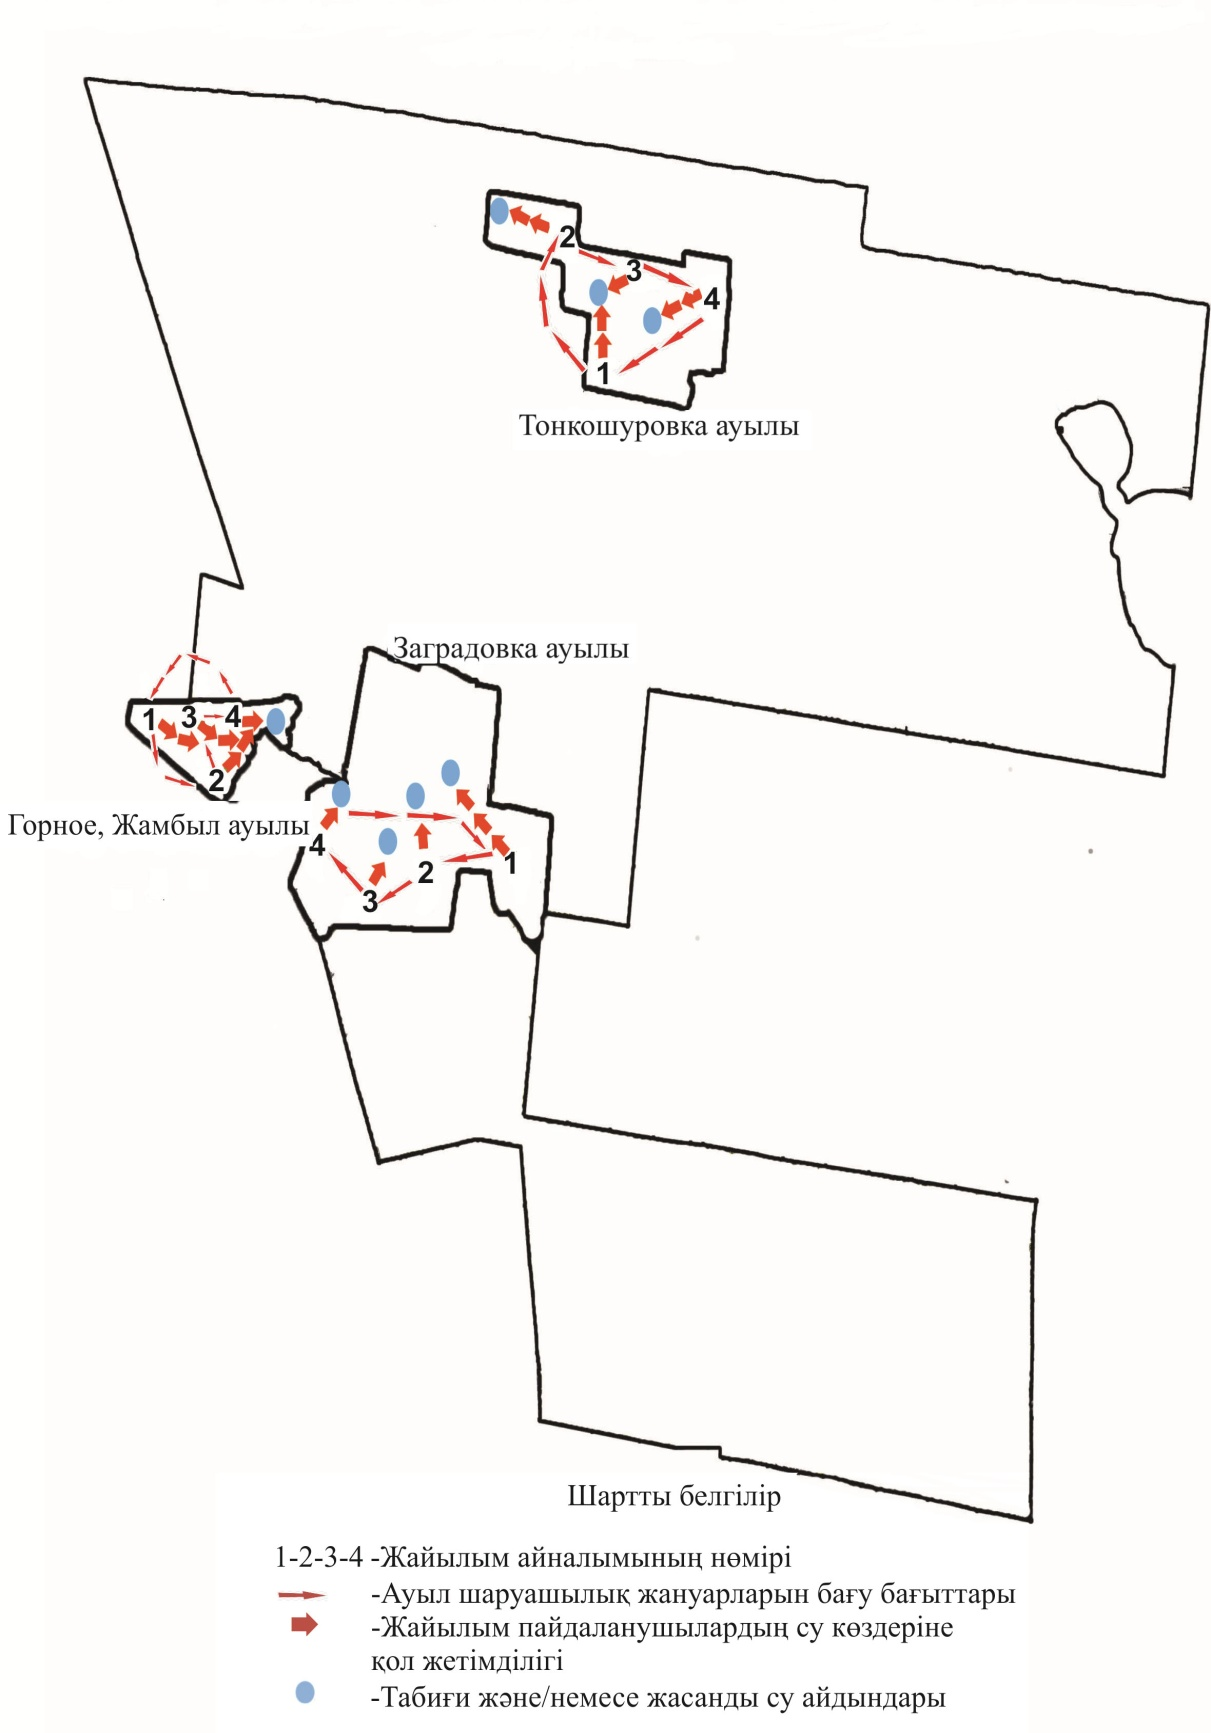 2
3
4
1
Тонкошуровка ауылы
Заградовка ауылы
1 3 4
2
Горное, Жамбыл ауылы
4
1
2
3
Шартты белгілір
1-2-3-4 -Жайылым айналымының нөмірі
-Ауыл шаруашылық жануарларын бағу бағыттары
-Жайылым пайдаланушылардың су көздеріне
қол жетімділігі
-Табиғи және/немесе жасанды су айдындары